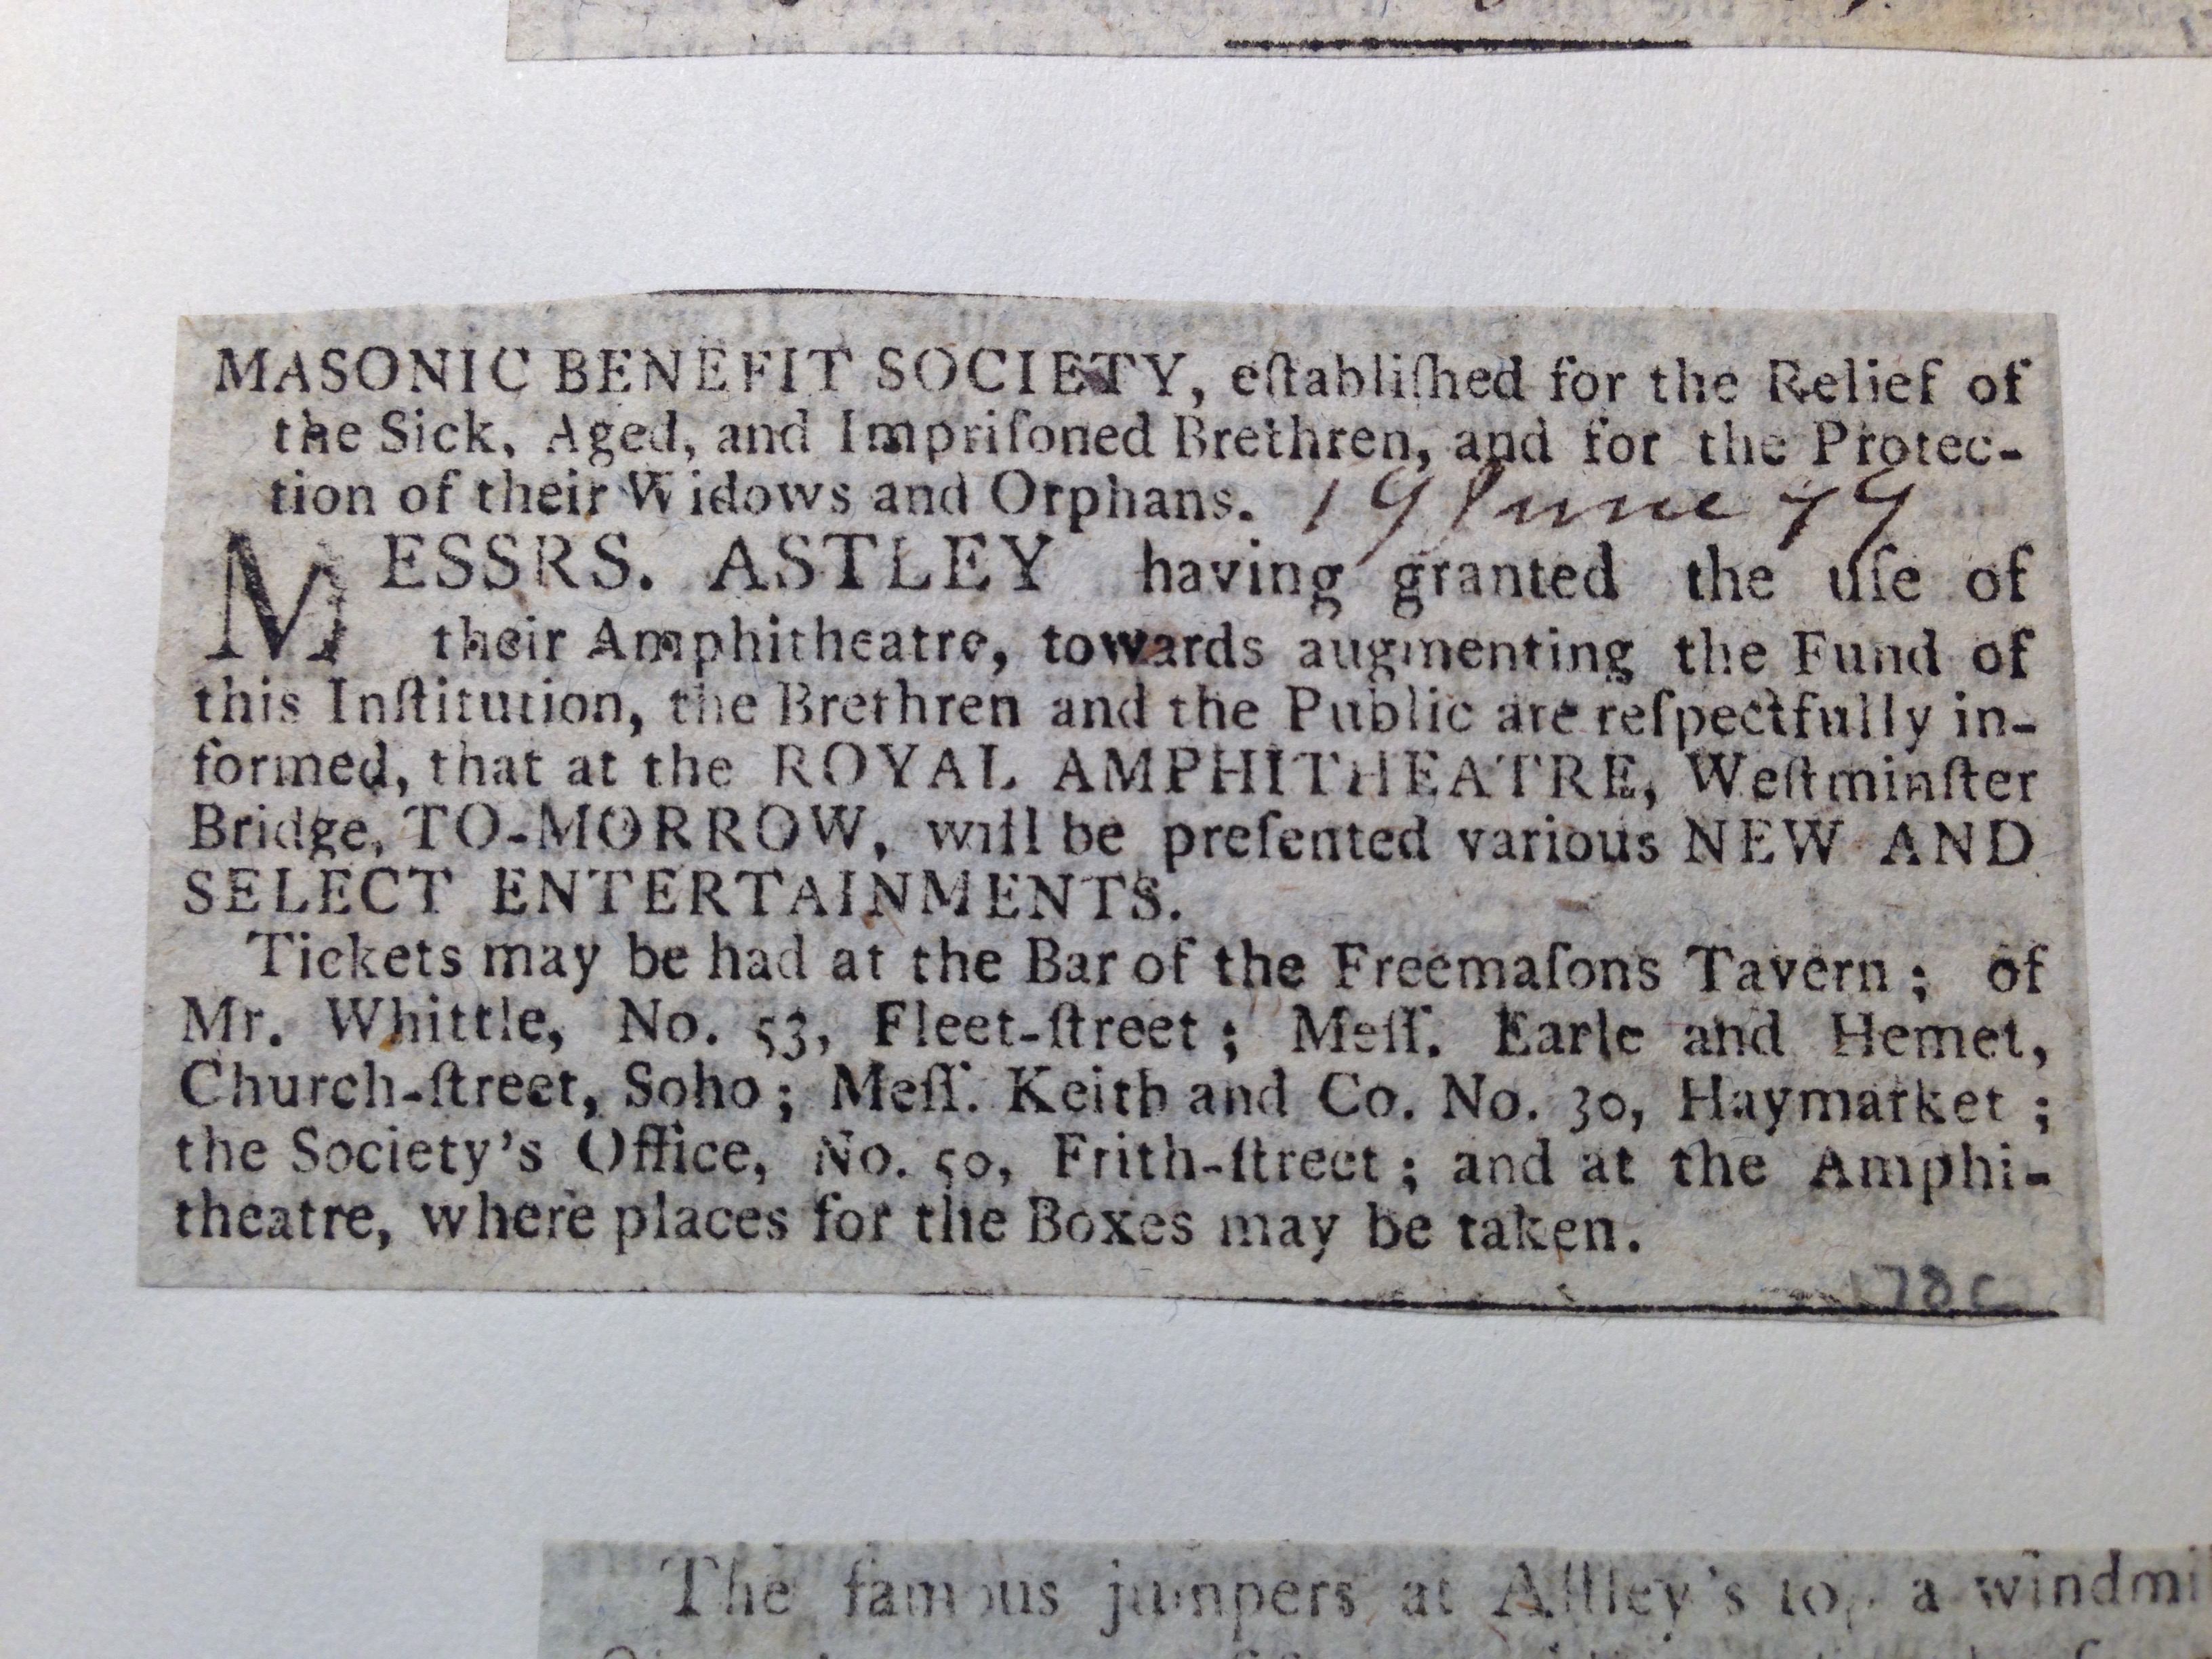 MASONIC BENEFIT SOCIETY, eſtabliſhed for the Relief of
the Sick, Aged, and Impriſoned Brethren, and for the Protec-
tion of their Widows and Orphans. 19 June 99
MESSRS. ASTLEY having granted the uſe of
their Amphitheatre, towards augmenting the Fund of
this Inſtitution, the Brethren and the Public are reſpectfully in-
formed, that at the ROYAL AMPHITHEATRE, Weſtminſter
Bridge, TO-MORROW, will be preſented various NEW AND
SELECT ENTERTAINMENTS.
Tickets may be had at the Bar of the Freemaſons Tavern; of
Mr. Whittle, No. 53, Fleet-ſtreet; Meſſ. Earle and Hemet,
Church-ſtreet, Soho; Meſſ. Keith and Co. No. 30, Haymarket;
the Society's Office, No. 50, Frith-ſtreet; and at the Amphi-
theatre, where places for the Boxes may be taken.
The famous jumpers at Aſtley's to a